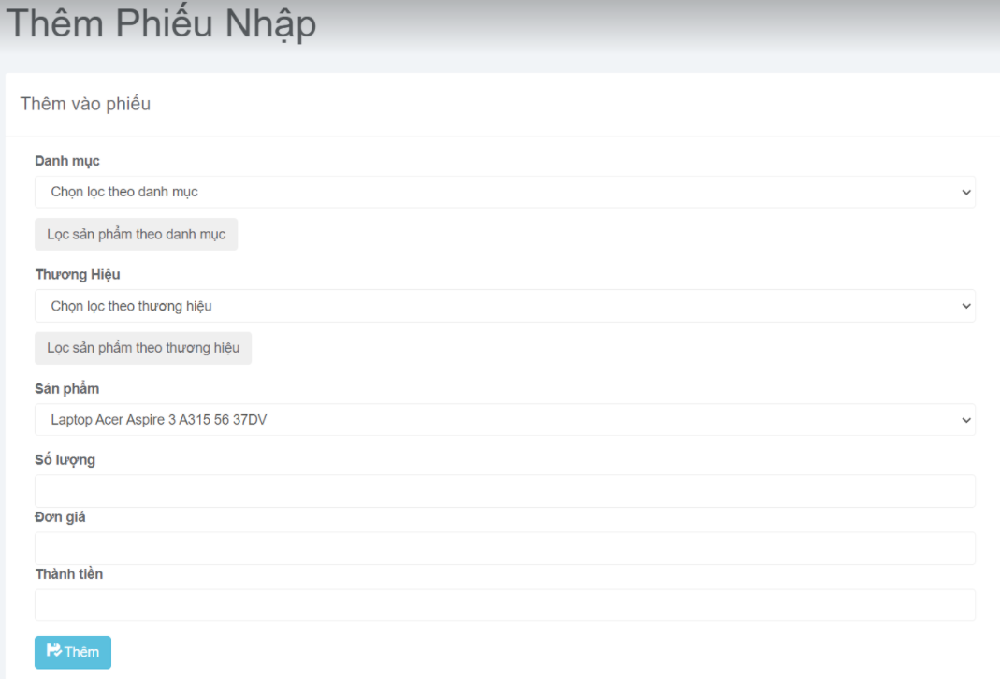 Thêm Phiếu Nhập
Thêm vào phiếu
Danh mục
Chọn lọc theo danh mục
Lọc sản phẩm theo danh mục
Thương Hiệu
Chọn lọc theo thương hiệu
Lọc sản phẩm theo thương hiệu
Sản phẩm
Laptop Acer Aspire 3 A315 56 37DV
Số lượng
Đơn giá
Thành tiền
Thêm